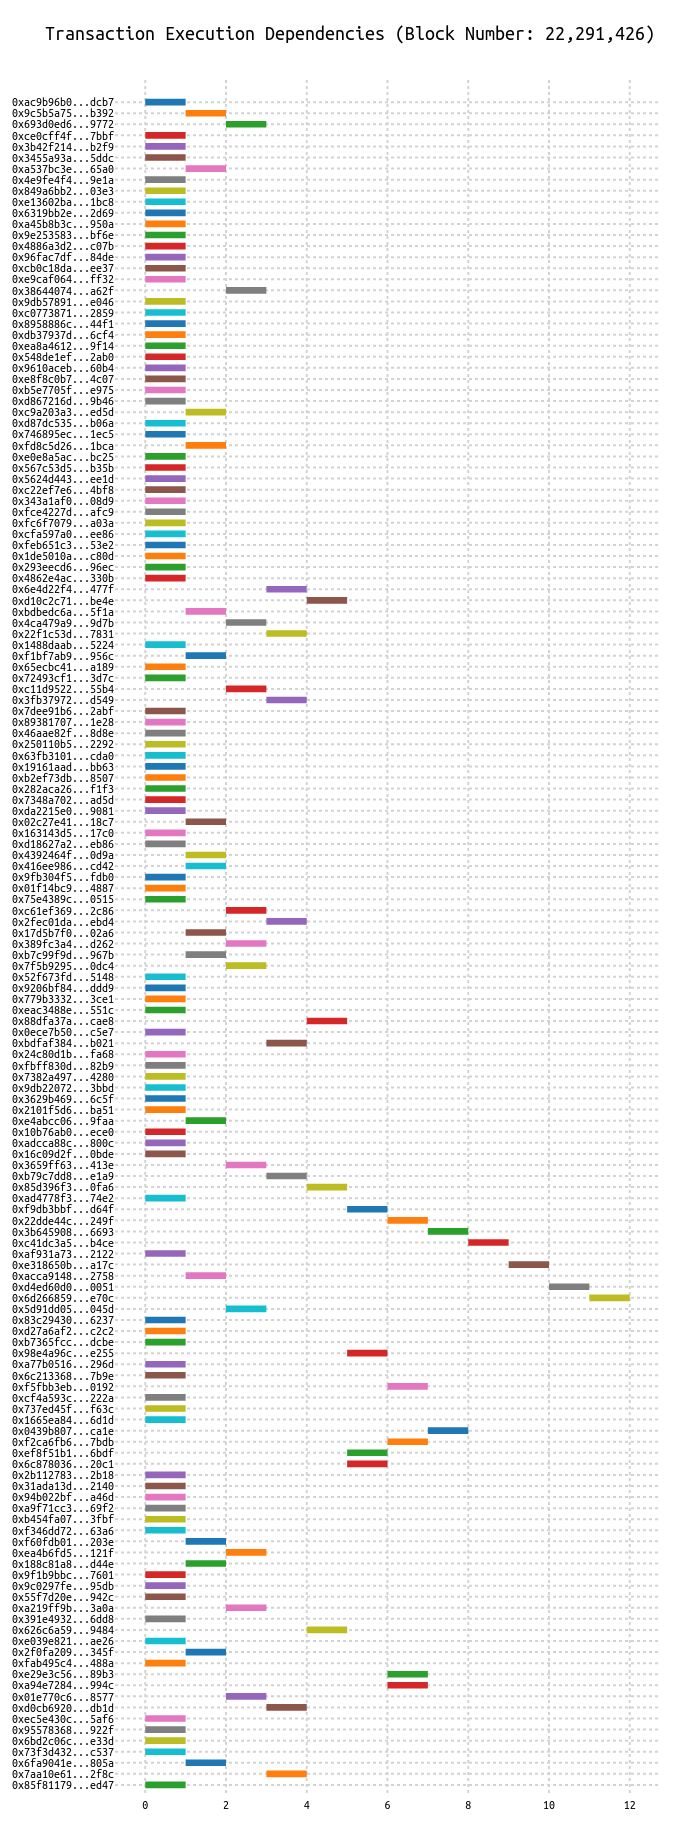 Transaction Execution Dependencies (Block Number: 22,291,426)
0xac9b96b0...dcb7
0x9c5b5a75...b392
0x693d0ed6...9772
0xce0cff4f...7bbf
0x3b42f214...b2f9
0x3455a93a...5ddc
0xa537bc3e...65a0
0x4e9fe4f4...9e1a
0x849a6bb2...03e3
0xe13602ba...1bc8
0x6319bb2e...2d69
0xa45b8b3c...950a
0x9e253583...bf6e
0x4886a3d2...c07b
0x96fac7df...84de
0xcb0c18da...ee37
0xe9caf064...ff32
0x38644074...a62f
0x9db57891...e046
0xc0773871...2859
0x8958886c...44f1
0xdb37937d...6cf4
0xea8a4612...9f14
0x548de1ef...2ab0
0x9610aceb...60b4
0xe8f8c0b7...4c07
0xb5e7705f...e975
0xd867216d...9b46
0xc9a203a3...ed5d
0xd87dc535...b06a
0x746895ec...1ec5
0xfd8c5d26...1bca
0xe0e8a5ac...bc25
0x567c53d5...b35b
0x5624d443...ee1d
0xc22ef7e6...4bf8
0x343a1af0...08d9
0xfce4227d...afc9
0xfc6f7079...a03a
0xcfa597a0...ee86
0xfeb651c3...53e2
0x1de5010a...c80d
0x293eecd6...96ec
0x4862e4ac...330b
0x6e4d22f4...477f
0xd10c2c71...be4e
0xbdbedc6a...5f1a
0x4ca479a9...9d7b
0x22f1c53d...7831
0x1488daab...5224
0xf1bf7ab9...956c
0x65ecbc41...a189
0x72493cf1...3d7c
0xc11d9522...55b4
0x3fb37972...d549
0x7dee91b6...2abf
0x89381707...1e28
0x46aae82f...8d8e
0x250110b5...2292
0x63fb3101...cda0
0x19161aad...bb63
0xb2ef73db...8507
0x282aca26...f1f3
0x7348a702...ad5d
0xda2215e0...9081
0x02c27e41...18c7
0x163143d5...17c0
0xd18627a2...eb86
0x4392464f...0d9a
0x416ee986...cd42
0x9fb304f5...fdb0
0x01f14bc9...4887
0x75e4389c...0515
0xc61ef369...2c86
0x2fec01da...ebd4
0x17d5b7f0...02a6
0x389fc3a4...d262
0xb7c99f9d...967b
0x7f5b9295...0dc4
0x52f673fd...5148
0x9206bf84...ddd9
0x779b3332...3ce1
0xeac3488e...551c
0x88dfa37a...cae8
0x0ece7b50...c5e7
0xbdfaf384...b021
0x24c80d1b...fa68
0xfbff830d...82b9
0x7382a497...4280
0x9db22072...3bbd
0x3629b469...6c5f
0x2101f5d6...ba51
0xe4abcc06...9faa
0x10b76ab0...ece0
0xadcca88c...800c
0x16c09d2f...0bde
0x3659ff63...413e
0xb79c7dd8...e1a9
0x85d396f3...0fa6
0xad4778f3...74e2
0xf9db3bbf...d64f
0x22dde44c...249f
0x3b645908...6693
0xc41dc3a5...b4ce
0xaf931a73...2122
0xe318650b...a17c
0xacca9148...2758
0xd4ed60d0...0051
0x6d266859...e70c
0x5d91dd05...045d
0x83c29430...6237
0xd27a6af2...c2c2
0xb7365fcc...dcbe
0x98e4a96c...e255
0xa77b0516...296d
0x6c213368...7b9e
0xf5fbb3eb...0192
0xcf4a593c...222a
0x737ed45f...f63c
0x1665ea84...6d1d
0x0439b807...ca1e
0xf2ca6fb6...7bdb
0xef8f51b1...6bdf
0x6c878036...20c1
0x2b112783...2b18
0x31ada13d...2140
0x94b022bf...a46d
0xa9f71cc3...69f2
0xb454fa07...3fbf
0xf346dd72...63a6
0xf60fdb01...203e
0xea4b6fd5...121f
0x188c81a8...d44e
0x9f1b9bbc...7601
0x9c0297fe...95db
0x55f7d20e...942c
0xa219ff9b...3a0a
0x391e4932...6dd8
0x626c6a59...9484
0xe039e821...ae26
0x2f0fa209...345f
0xfab495c4...488a
0xe29e3c56...89b3
0xa94e7284...994c
0x01e770c6...8577
0xd0cb6920...db1d
0xec5e430c...5af6
0x95578368...922f
0x6bd2c06c...e33d
0x73f3d432...c537
0x6fa9041e...805a
0x7aa10e61...2f8c
0x85f81179...ed47
0 2 4 6 8 10 12